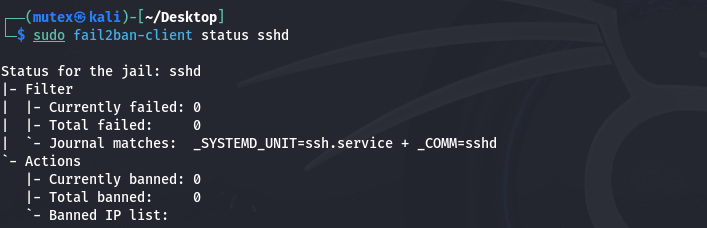 ┌──(mutex㉿kali)-[~/Desktop]
└─$ sudo fail2ban-client status sshd
Status for the jail: sshd
|- Filter
|  |- Currently failed: 0
|  |- Total failed:     0
|  `- Journal matches:  _SYSTEMD_UNIT=ssh.service + _COMM=sshd
`- Actions
   |- Currently banned: 0
   |- Total banned:     0
   `- Banned IP list: